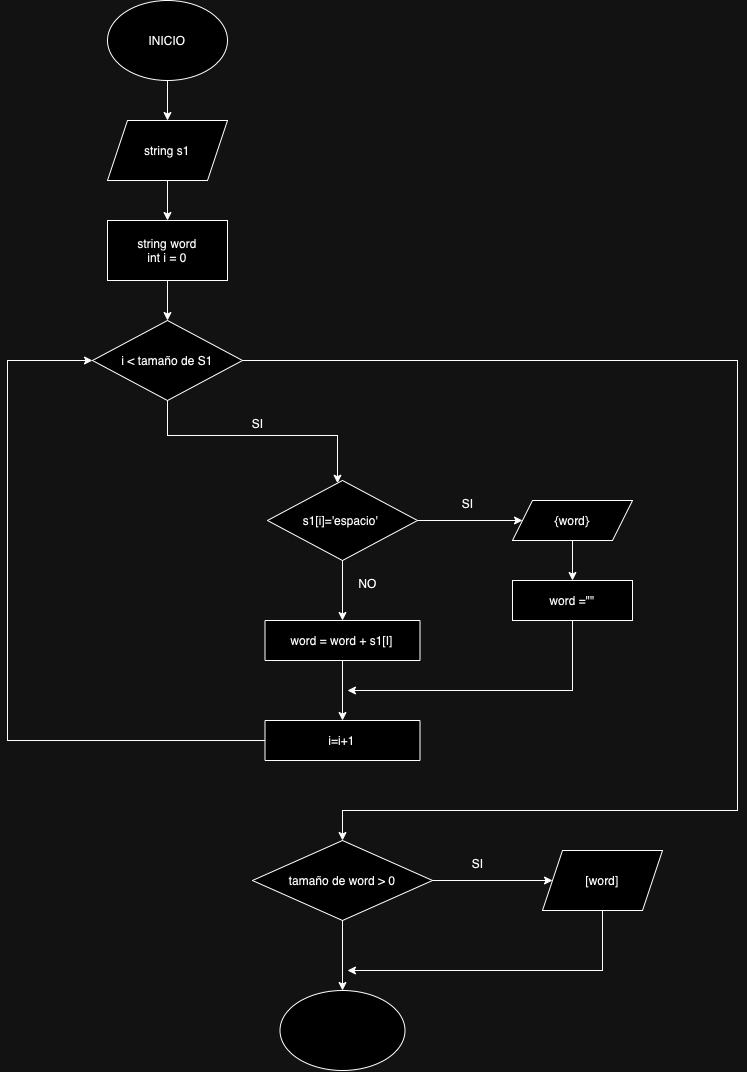 INICIO
string s1
string word
int i = 0
i < tamaño de S1
SI
s1[i]='espacio'
SI
{word}
NO
word =""
word = word + s1[I]
i=i+1
tamaño de word > 0
SI
[word]